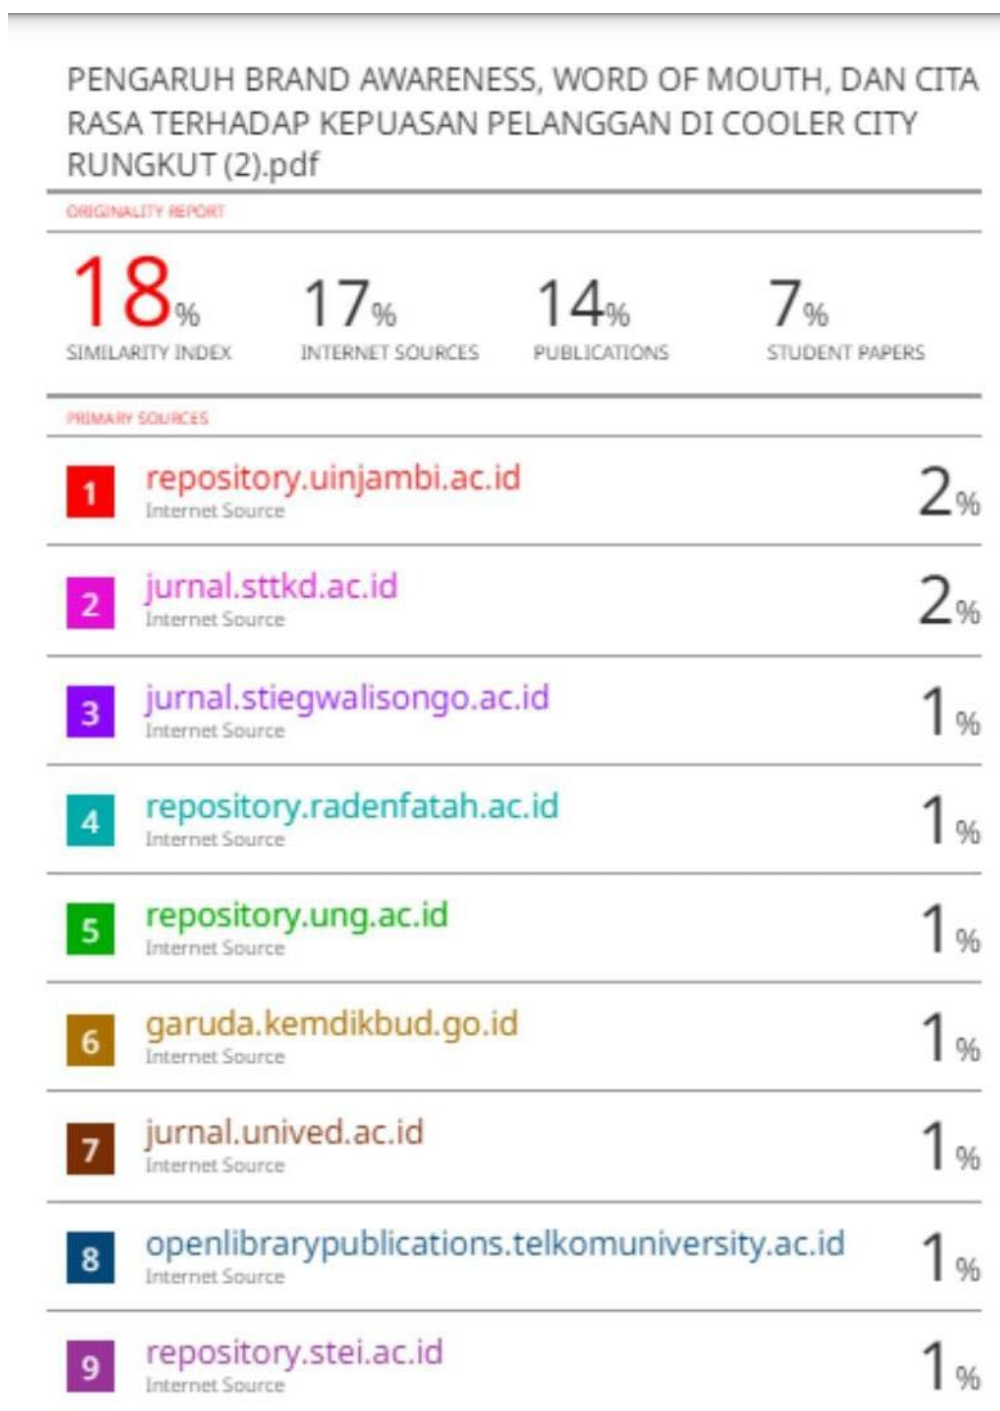 PENGARUH BRAND AWARENESS, WORD OF MOUTH, DAN CITA
RASA TERHADAP KEPUASAN PELANGGAN DI COOLER CITY
RUNGKUT (2).pdf
ORIGINALITY REPORT
18% 17% 14% 7%
SIMILARITY INDEX INTERNET SOURCES PUBLICATIONS STUDENT PAPERS
PRIMARY SOURCES
1 repository.uinjambi.ac.id 2%
Internet Source
2 jurnal.sttkd.ac.id 2%
Internet Source
3 jurnal.stiegwalisongo.ac.id 1%
Internet Source
4 repository.radenfatah.ac.id 1%
Internet Source
5 repository.ung.ac.id 1%
Internet Source
6 garuda.kemdikbud.go.id 1%
Internet Source
7 jurnal.unived.ac.id 1%
Internet Source
8 openlibrarypublications.telkomuniversity.ac.id 1%
Internet Source
9 repository.stei.ac.id 1%
Internet Source